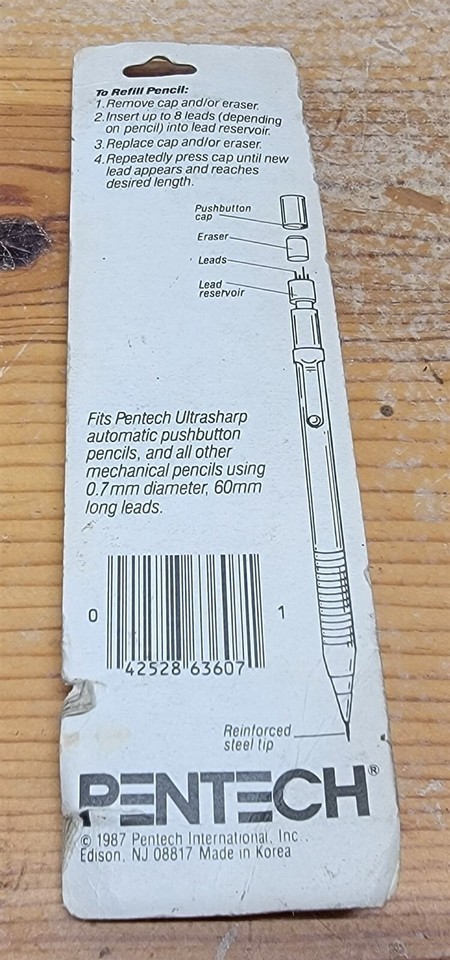 To Refill Pencil:
1. Remove cap and/or eraser.
2. Insert up to 8 leads (depending
on pencil) into lead reservoir.
3. Replace cap and/or eraser.
4. Repeatedly press cap until new
lead appears and reaches
desired length.
Pushbutton
cap
Eraser
Leads
Lead
reservoir
Fits Pentech Ultrasharp
automatic pushbutton
pencils, and all other
mechanical pencils using
0.7mm diameter, 60mm
long leads.
0 42528 63607 1
Reinforced
steel tip
PENTECH®
© 1987 Pentech International, Inc.
Edison, NJ 08817 Made in Korea